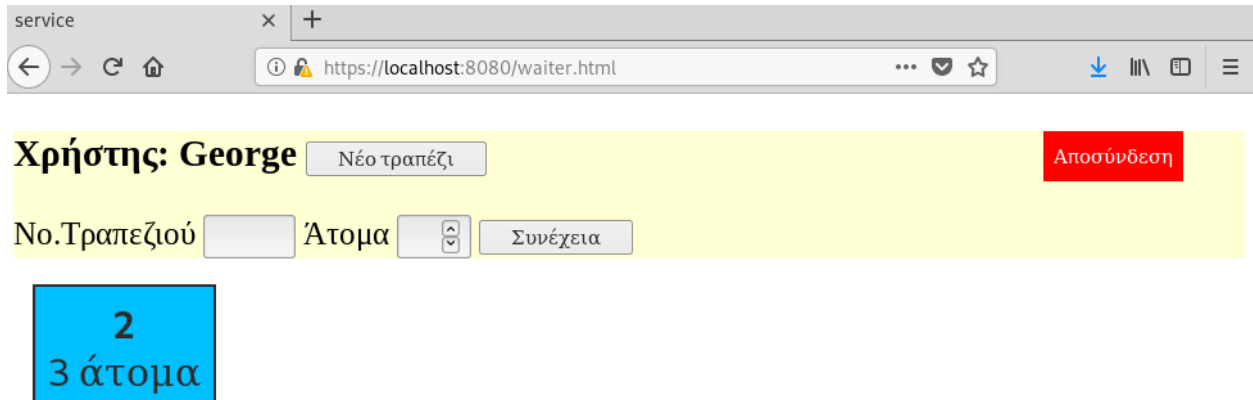 service
https://localhost:8080/waiter.html
Χρήστης: George Νέο τραπέζι Αποσύνδεση
Νο.Τραπεζιού Άτομα Συνέχεια
2
3 άτομα